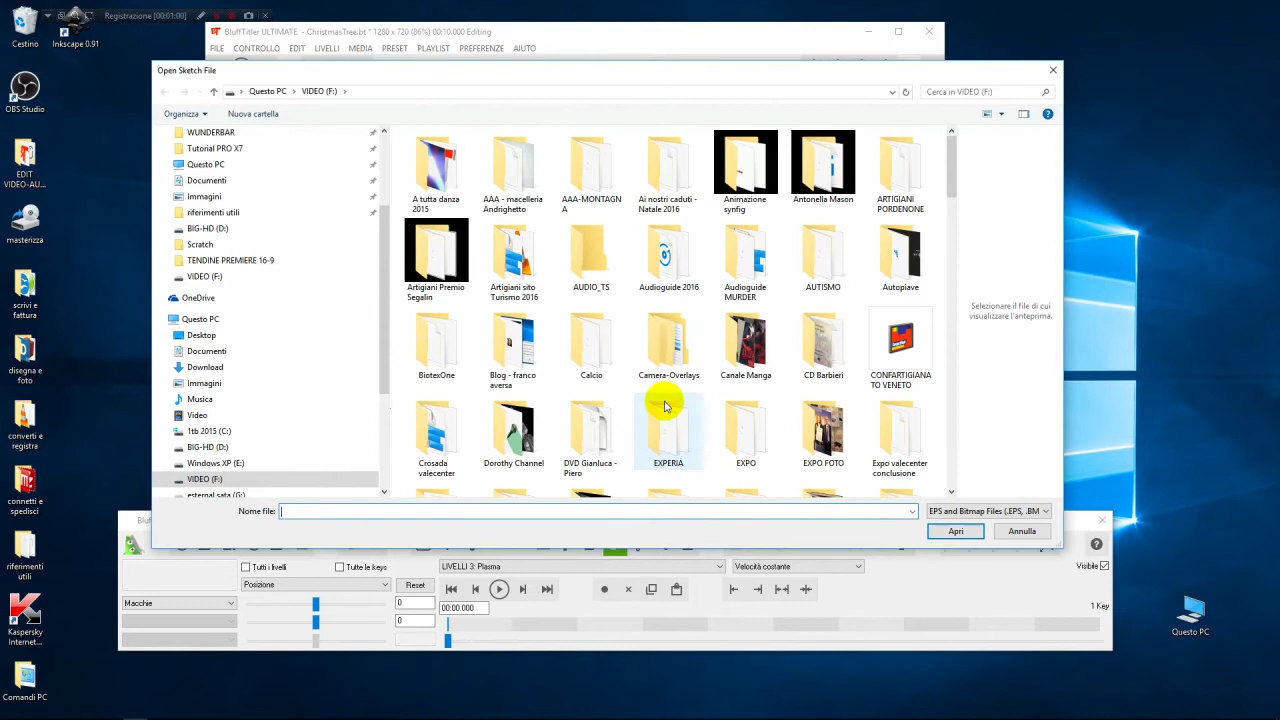 Registrazione [00:01:00]
Cestino
Inkscape 0.91
OBS Studio
EDIT
VIDEO-AU...
masterizza
scrivi e
fattura
disegna e
foto
converti e
registra
connetti e
spedisci
riferimenti
utili
Kaspersky
Internet...
Comandi PC
Questo PC
BluffTitler ULTIMATE - ChristmasTree.bt * 1280 x 720 (86%) 00:10.000 Editing
FILE CONTROLLO EDIT LIVELLI MEDIA PRESET PLAYLIST PREFERENZE AIUTO
Open Sketch File
Questo PC > VIDEO (F:) >
Cerca in VIDEO (F:)
Organizza Nuova cartella
WUNDERBAR
Tutorial PRO X7
Questo PC
Documenti
Immagini
riferimenti utili
BIG-HD (D:)
Scratch
TENDINE PREMIERE 16-9
VIDEO (F:)
OneDrive
Questo PC
Desktop
Documenti
Download
Immagini
Musica
Video
1tb 2015 (C:)
BIG-HD (D:)
Windows XP (E:)
VIDEO (F:)
esternal sata (G:)
A tutta danza
2015
AAA - macelleria
Andrighetto
AAA-MONTAGN
A
Ai nostri caduti -
Natale 2016
Animazione
synfig
Antonella Mason
ARTIGIANI
PORDENONE
Artigiani Premio
Segalin
Artigiani sito
Turismo 2016
AUDIO_TS
Audioguide 2016
Audioguide
MURDER
AUTISMO
Autopiave
BiotexOne
Blog - franco
aversa
Calcio
Camera-Overlays
Canale Manga
CD Barbieri
CONFARTIGIANA
TO VENETO
Crosada
valecenter
Dorothy Channel
DVD Gianluca -
Piero
EXPERIA
EXPO
EXPO FOTO
Expo valecenter
conclusione
Selezionare il file di cui
visualizzare l'anteprima.
Nome file:
EPS and Bitmap Files (.EPS, .BM
Apri Annulla
Bluf
Tutti i livelli
Tutte le keys
LIVELLI 3: Plasma
Velocità costante
Visibile
Posizione
Reset
Macchie
0
00:00.000
1 Key
0